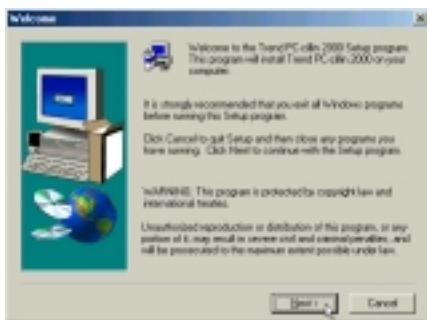 Welcome
Welcome to the Trend PC-cillin 2000 Setup program.
This program will install Trend PC-cillin 2000 on your
computer.
It is strongly recommended that you exit all Windows programs
before running this Setup program.
Click Cancel to quit Setup and then close any programs you
have running. Click Next to continue with the Setup program.
WARNING: This program is protected by copyright law and
international treaties.
Unauthorized reproduction or distribution of this program, or any
portion of it, may result in severe civil and criminal penalties, and
will be prosecuted to the maximum extent possible under law.
Next >
Cancel